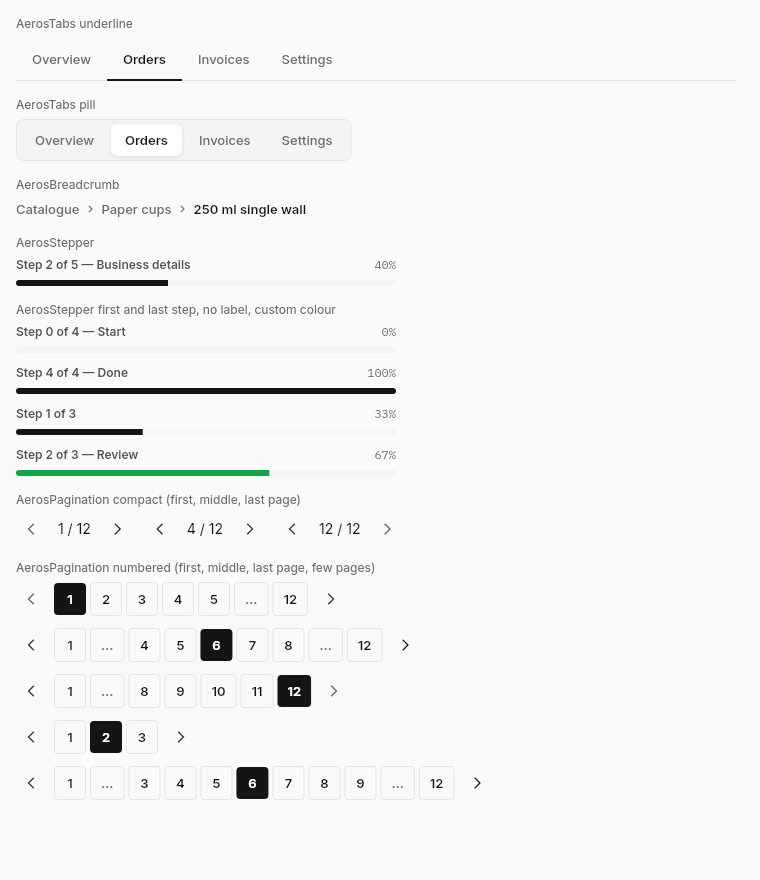 AerosTabs underline
Overview Orders Invoices Settings
AerosTabs pill
Overview Orders Invoices Settings
AerosBreadcrumb
Catalogue > Paper cups > 250 ml single wall
AerosStepper
Step 2 of 5 — Business details 40%
AerosStepper first and last step, no label, custom colour
Step 0 of 4 — Start 0%
Step 4 of 4 — Done 100%
Step 1 of 3 33%
Step 2 of 3 — Review 67%
AerosPagination compact (first, middle, last page)
< 1 / 12 > < 4 / 12 > < 12 / 12 >
AerosPagination numbered (first, middle, last page, few pages)
< 1 2 3 4 5 ... 12 >
< 1 ... 4 5 6 7 8 ... 12 >
< 1 ... 8 9 10 11 12 >
< 1 2 3 >
< 1 ... 3 4 5 6 7 8 9 ... 12 >